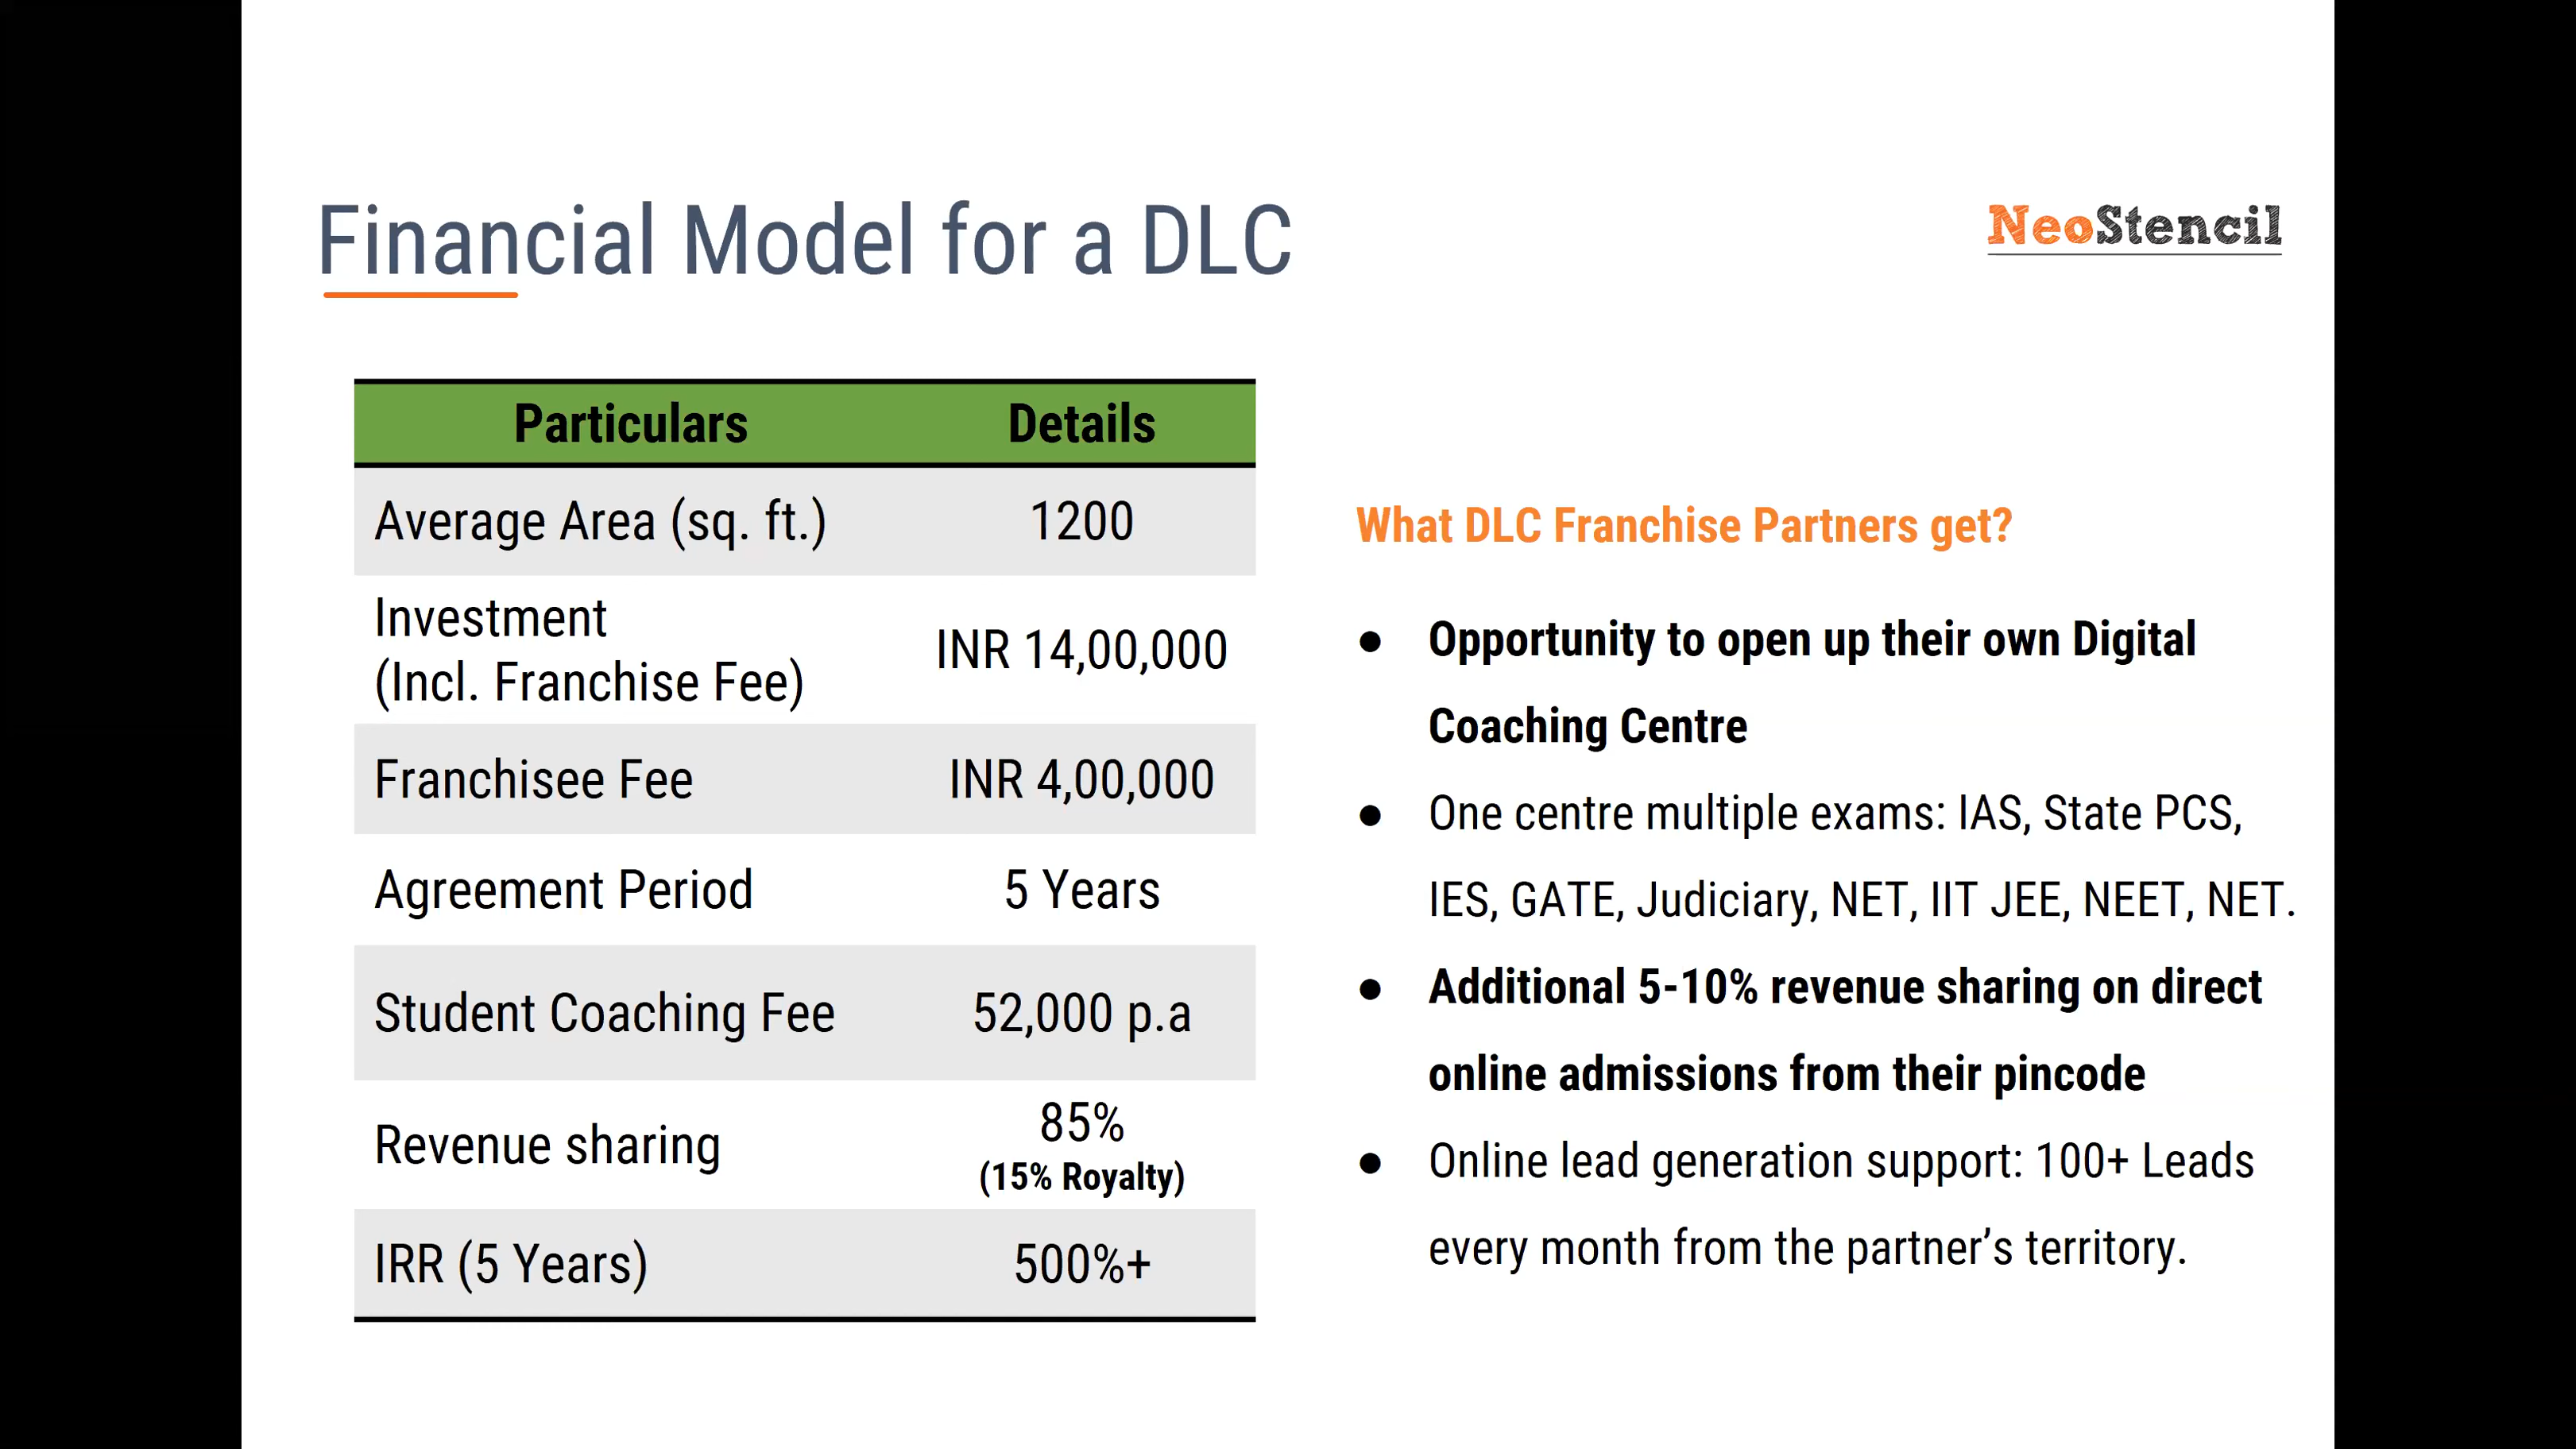 Financial Model for a DLC
NeoStencil
Particulars Details
Average Area (sq. ft.) 1200
Investment
(Incl. Franchise Fee) INR 14,00,000
Franchisee Fee INR 4,00,000
Agreement Period 5 Years
Student Coaching Fee 52,000 p.a
Revenue sharing 85%
(15% Royalty)
IRR (5 Years) 500%+
What DLC Franchise Partners get?
● Opportunity to open up their own Digital
Coaching Centre
● One centre multiple exams: IAS, State PCS,
IES, GATE, Judiciary, NET, IIT JEE, NEET, NET.
● Additional 5-10% revenue sharing on direct
online admissions from their pincode
● Online lead generation support: 100+ Leads
every month from the partner’s territory.